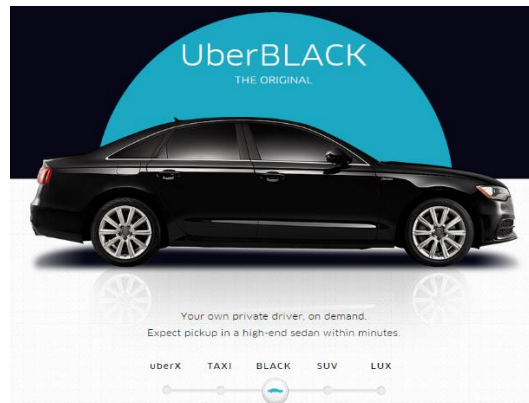 UberBLACK
THE ORIGINAL
Your own private driver, on demand.
Expect pickup in a high-end sedan within minutes.
uberX TAXI BLACK SUV LUX